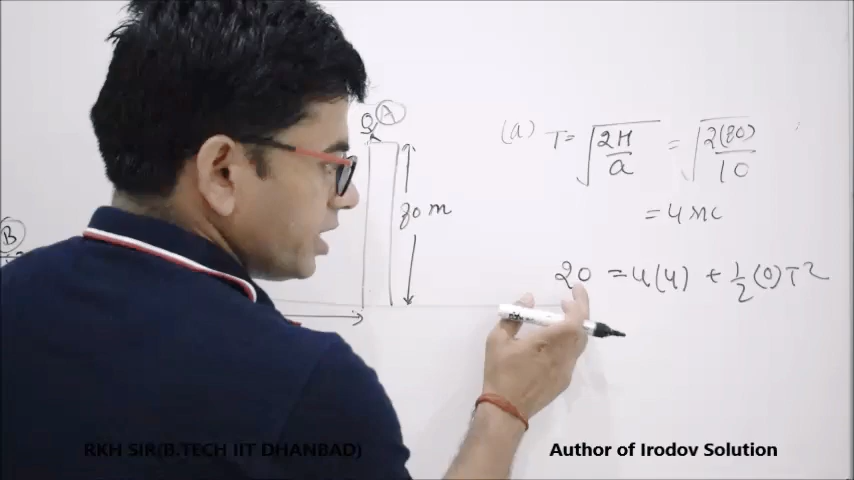 A
B
80 m
(a) T = √(2H/a) = √(2(80)/10)
= 4 sec
20 = u(4) + 1/2 (0) T²
RKH SIR(B.TECH IIT DHANBAD)
Author of Irodov Solution